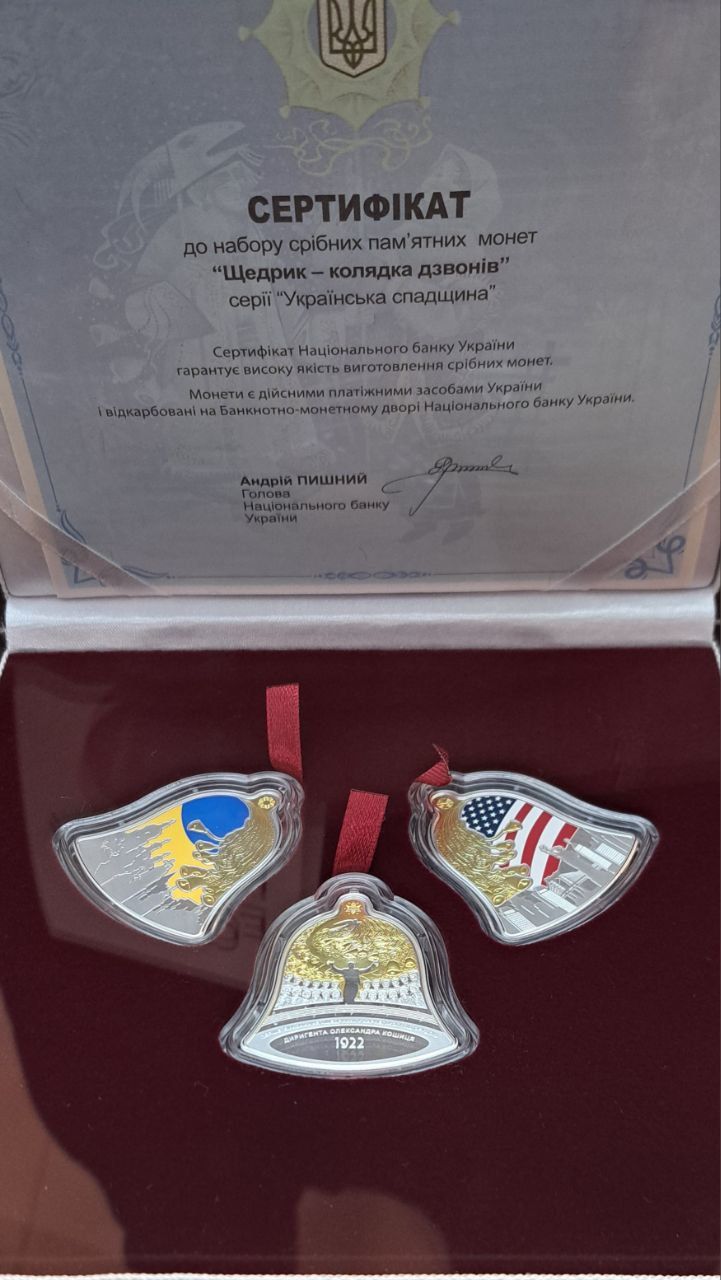 СЕРТИФІКАТ
до набору срібних пам'ятних монет
“Щедрик – колядка дзвонів”
серії “Українська спадщина”
Сертифікат Національного банку України
гарантує високу якість виготовлення срібних монет.
Монети є дійсними платіжними засобами України
і відкарбовані на Банкнотно-монетному дворі Національного банку України.
Андрій ПИШНИЙ
Голова
Національного банку
України
ДИРИГЕНТА ОЛЕКСАНДРА КОШИЦЯ
1922